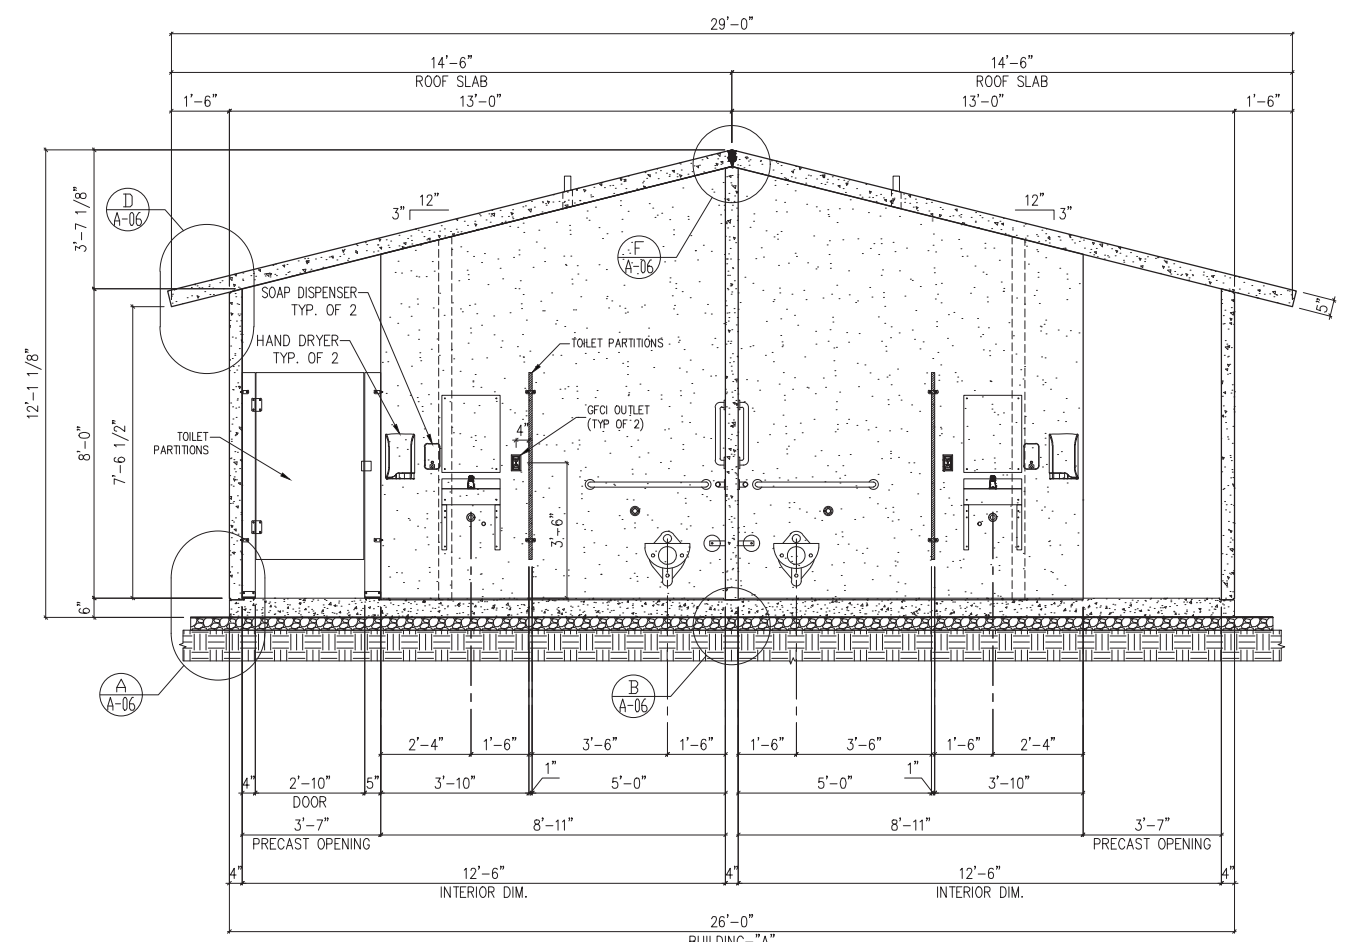 29'-0"
14'-6"
14'-6"
ROOF SLAB
ROOF SLAB
1'-6"
13'-0"
13'-0"
1'-6"
D
A-06
3'-7 1/8"
12"
3"
12"
3"
F
A-06
SOAP DISPENSER
TYP. OF 2
HAND DRYER
TYP. OF 2
5"
TOILET PARTITIONS
12'-1 1/8"
8'-0"
7'-6 1/2"
GFCI OUTLET
(TYP OF 2)
4"
TOILET
PARTITIONS
3'-6"
6"
A
A-06
B
A-06
2'-4"
1'-6"
3'-6"
1'-6"
1'-6"
3'-6"
1'-6"
2'-4"
4"
2'-10"
5"
3'-10"
1"
5'-0"
5'-0"
1"
3'-10"
DOOR
3'-7"
8'-11"
8'-11"
3'-7"
PRECAST OPENING
PRECAST OPENING
4"
12'-6"
4"
12'-6"
4"
INTERIOR DIM.
INTERIOR DIM.
26'-0"
BUILDING-"A"